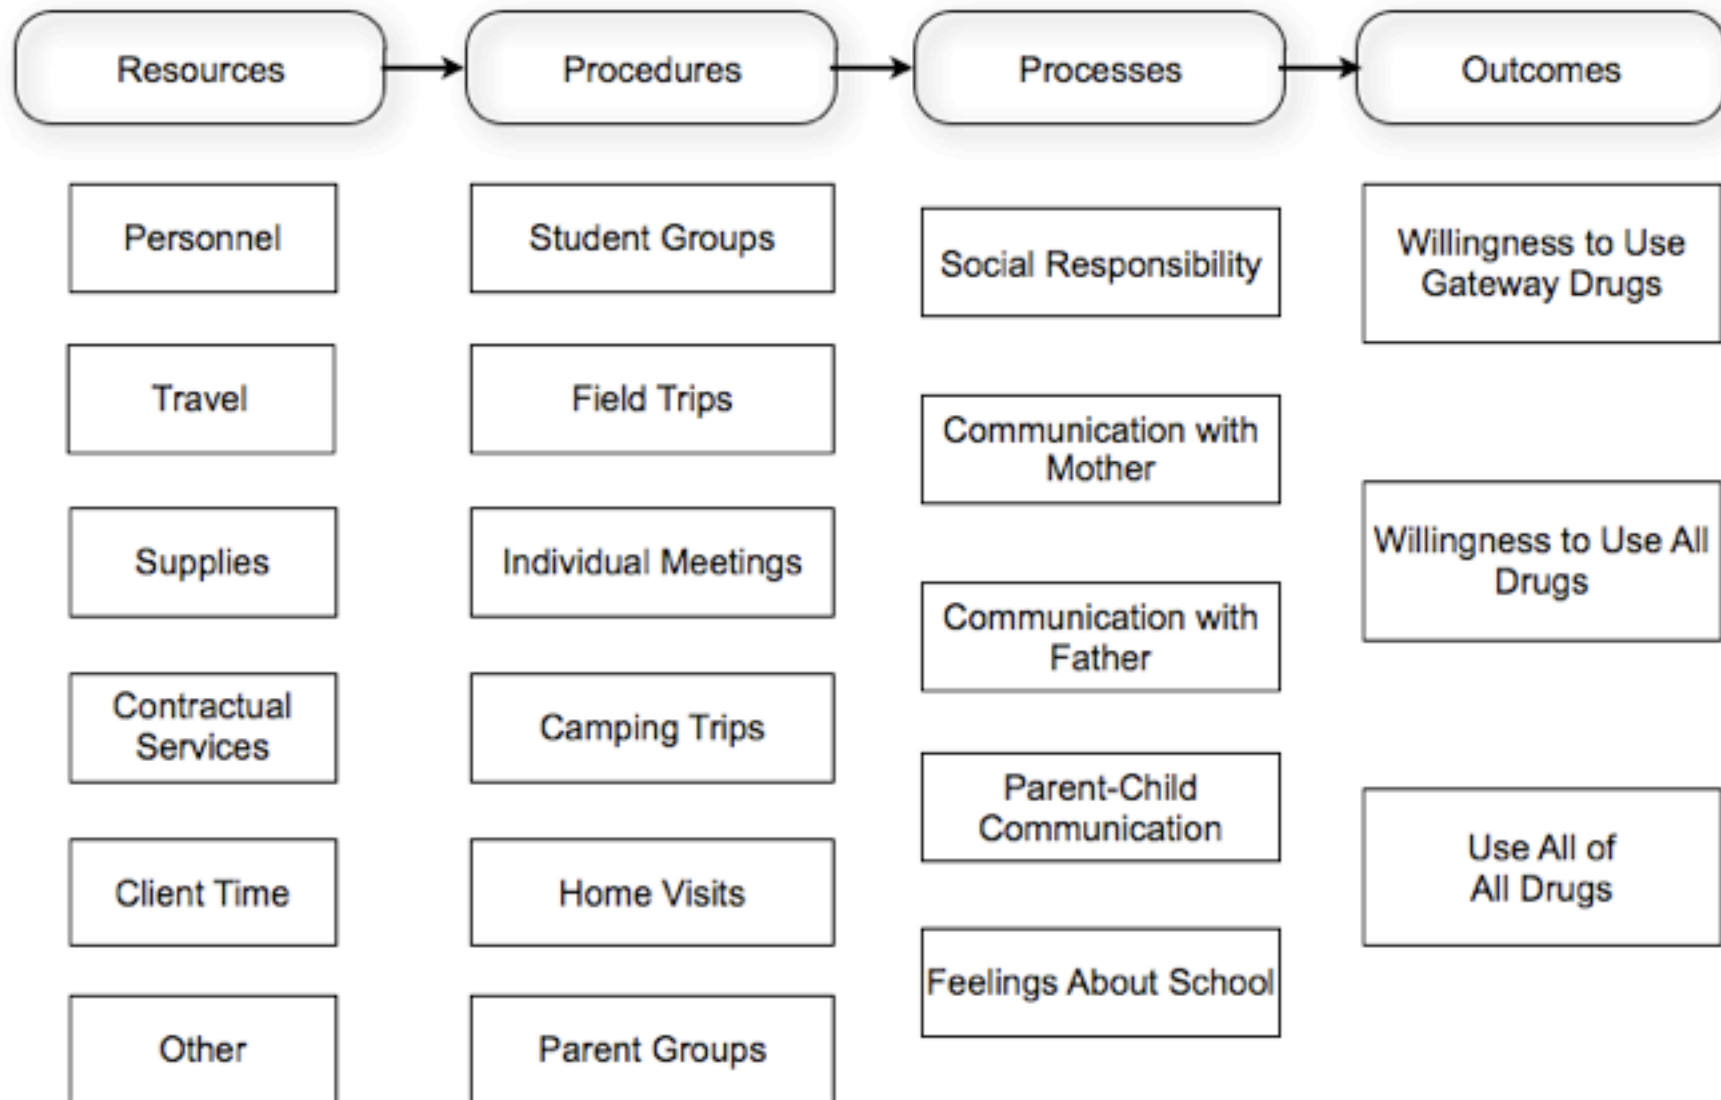 Resources
Procedures
Processes
Outcomes
Personnel
Travel
Supplies
Contractual
Services
Client Time
Other
Student Groups
Field Trips
Individual Meetings
Camping Trips
Home Visits
Parent Groups
Social Responsibility
Communication with
Mother
Communication with
Father
Parent-Child
Communication
Feelings About School
Willingness to Use
Gateway Drugs
Willingness to Use All
Drugs
Use All of
All Drugs